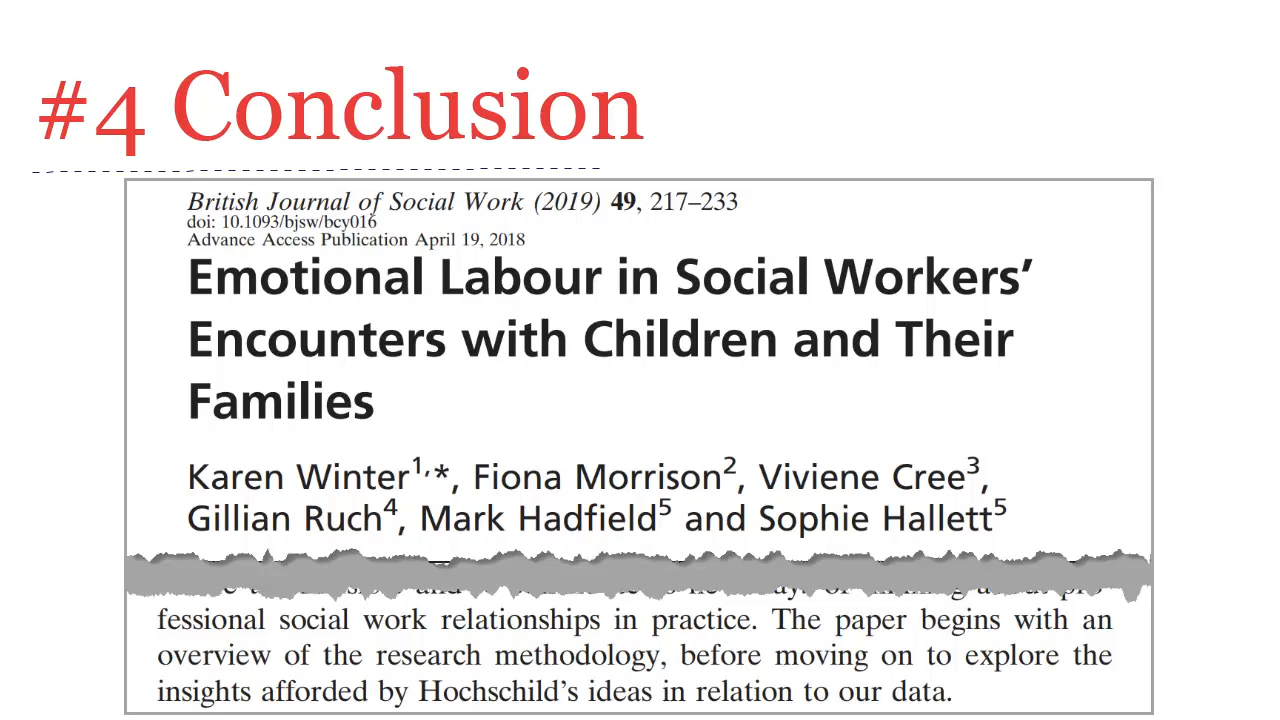 #4 Conclusion
British Journal of Social Work (2019) 49, 217–233
doi: 10.1093/bjsw/bcy016
Advance Access Publication April 19, 2018
Emotional Labour in Social Workers’
Encounters with Children and Their
Families
Karen Winter1,*, Fiona Morrison2, Viviene Cree3,
Gillian Ruch4, Mark Hadfield5 and Sophie Hallett5
fessional social work relationships in practice. The paper begins with an
overview of the research methodology, before moving on to explore the
insights afforded by Hochschild’s ideas in relation to our data.